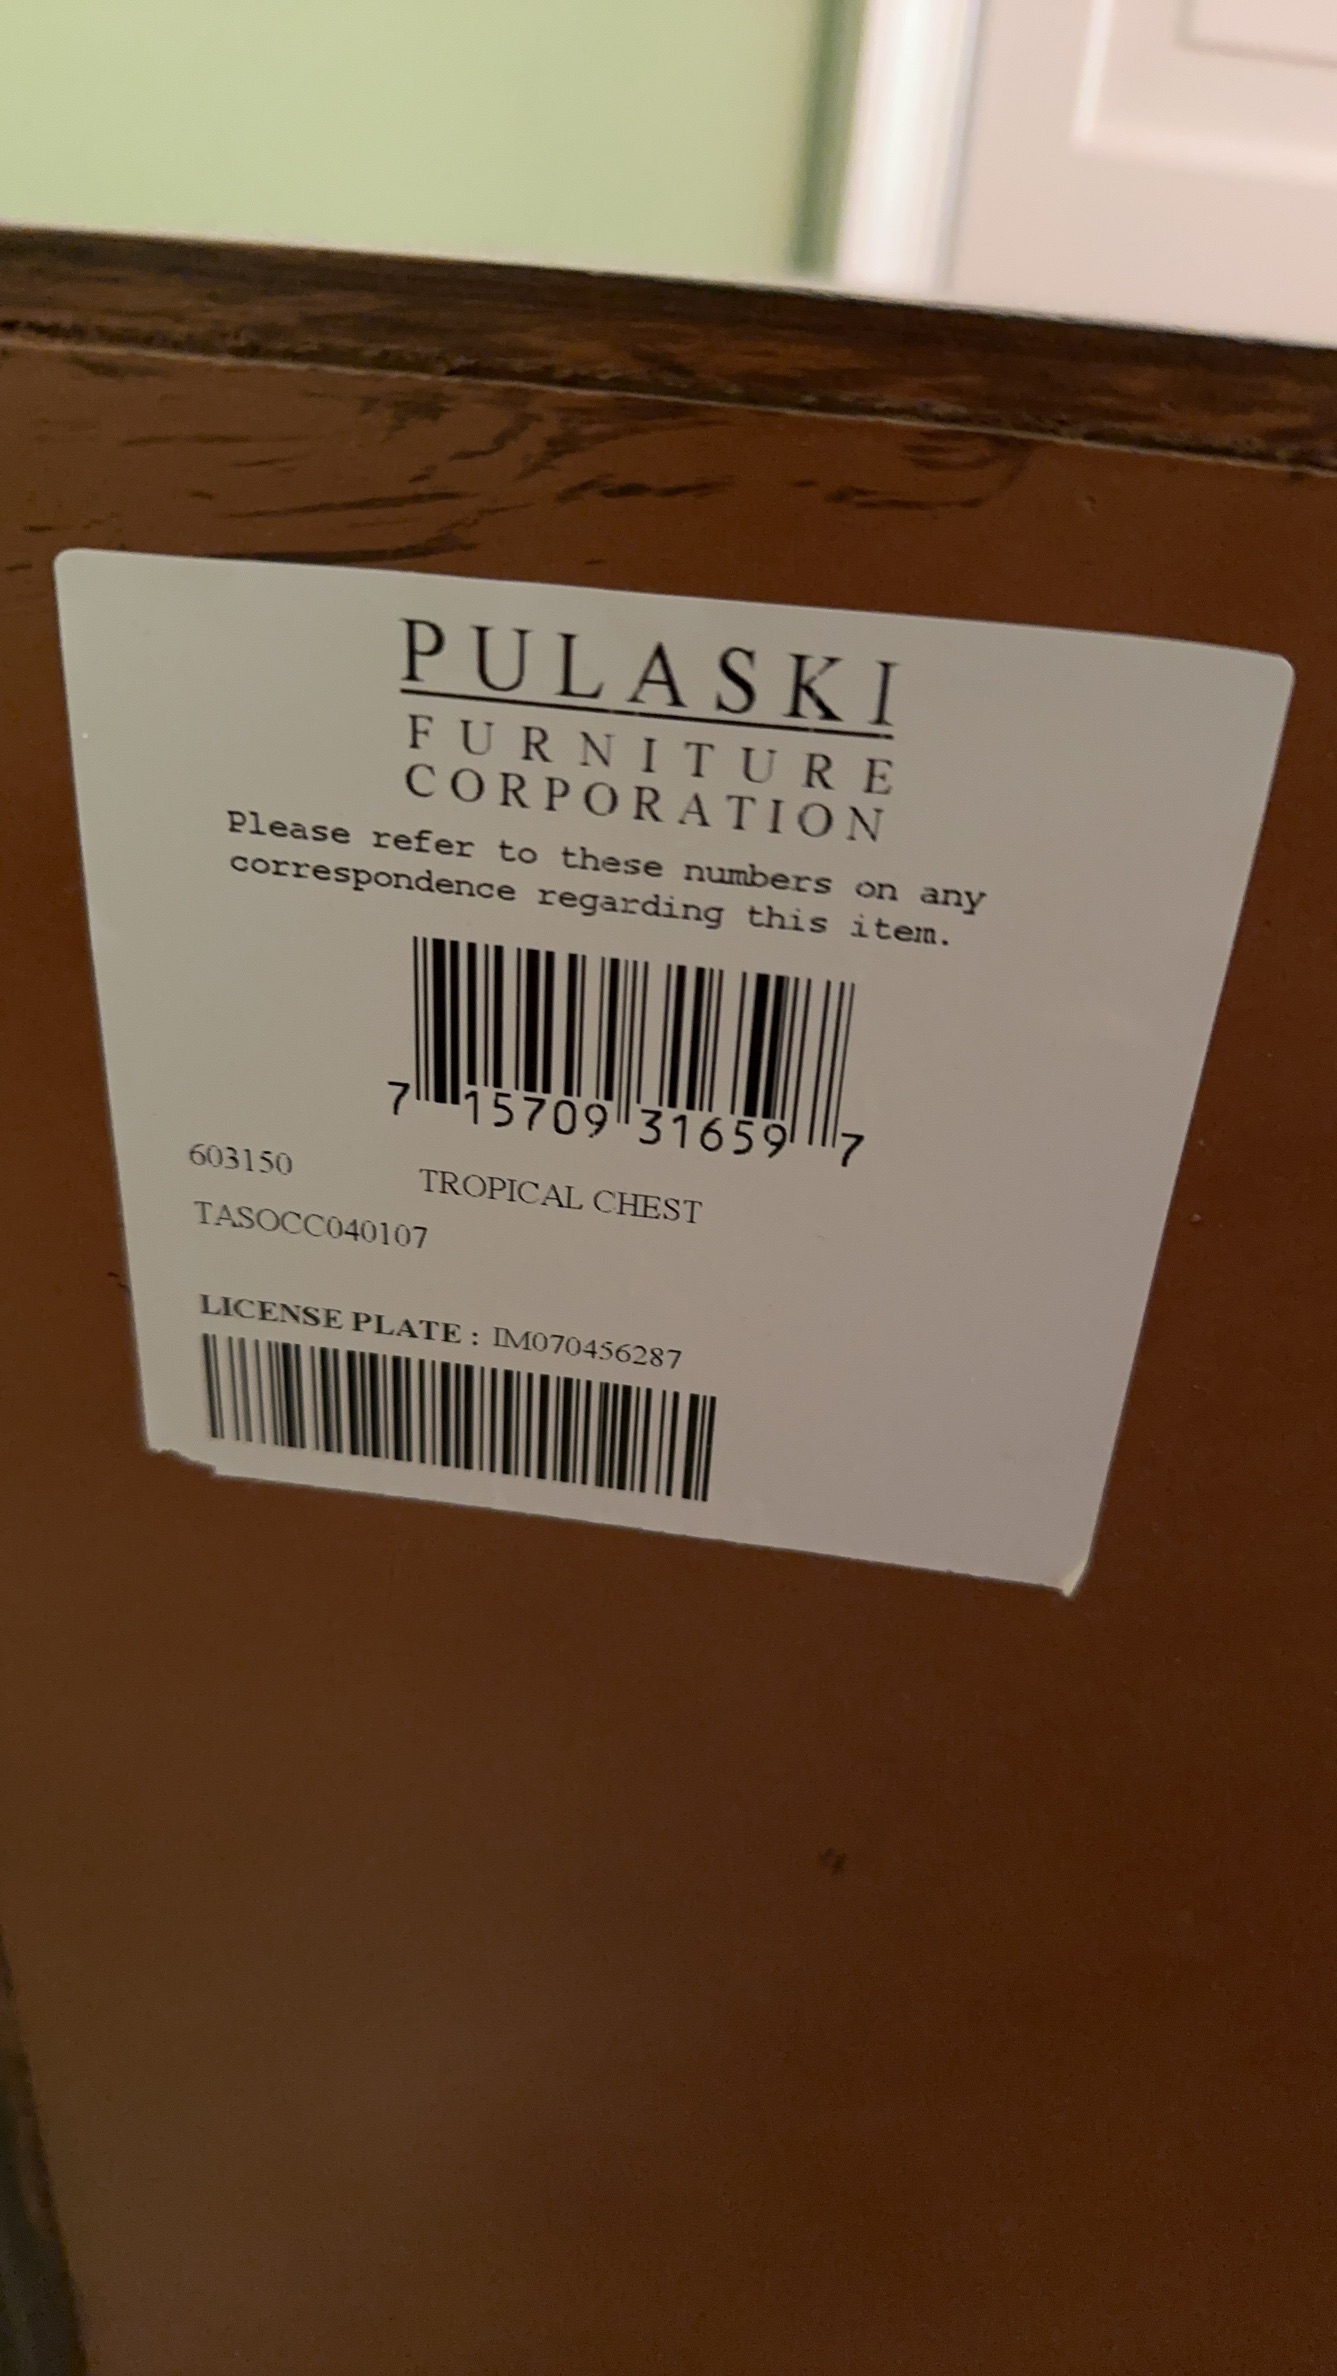 PULASKI
FURNITURE
CORPORATION
Please refer to these numbers on any
correspondence regarding this item.
7 15709 31659 7
603150 TROPICAL CHEST
TASOCC040107
LICENSE PLATE : IM070456287